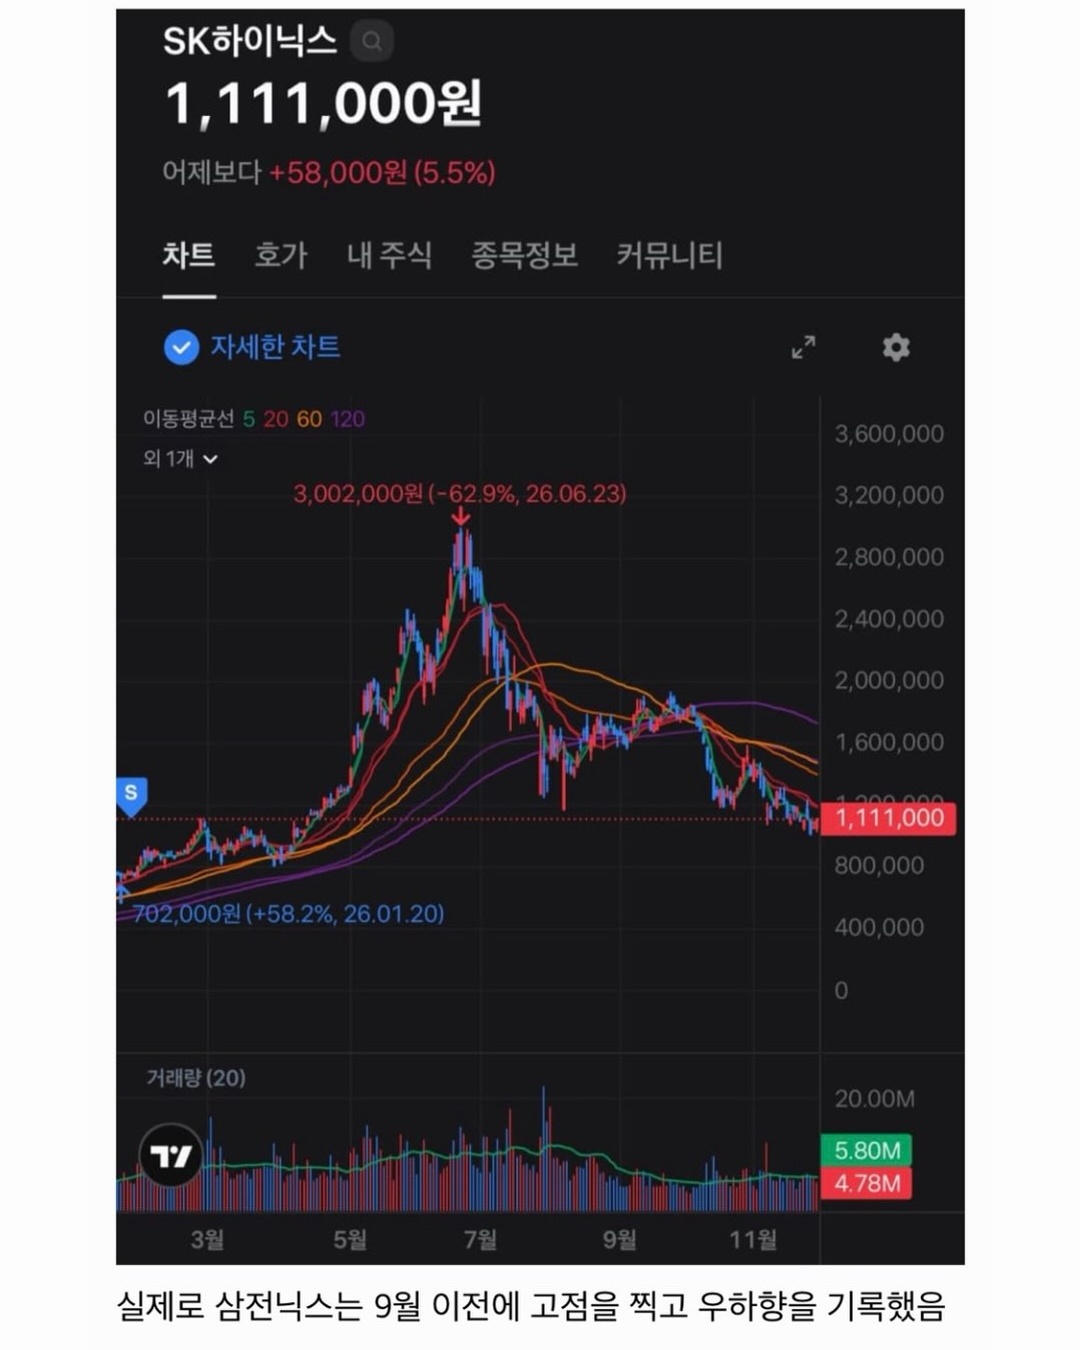 SK하이닉스
1,111,000원
어제보다 +58,000원 (5.5%)
차트 호가 내 주식 종목정보 커뮤니티
자세한 차트
이동평균선 5 20 60 120
외 1개
3,600,000
3,002,000원 (-62.9%, 26.06.23)
3,200,000
2,800,000
2,400,000
2,000,000
1,600,000
S
1,200,000
1,111,000
800,000
702,000원 (+58.2%, 26.01.20)
400,000
0
거래량 (20)
20.00M
5.80M
4.78M
3월 5월 7월 9월 11월
실제로 삼전닉스는 9월 이전에 고점을 찍고 우하향을 기록했음